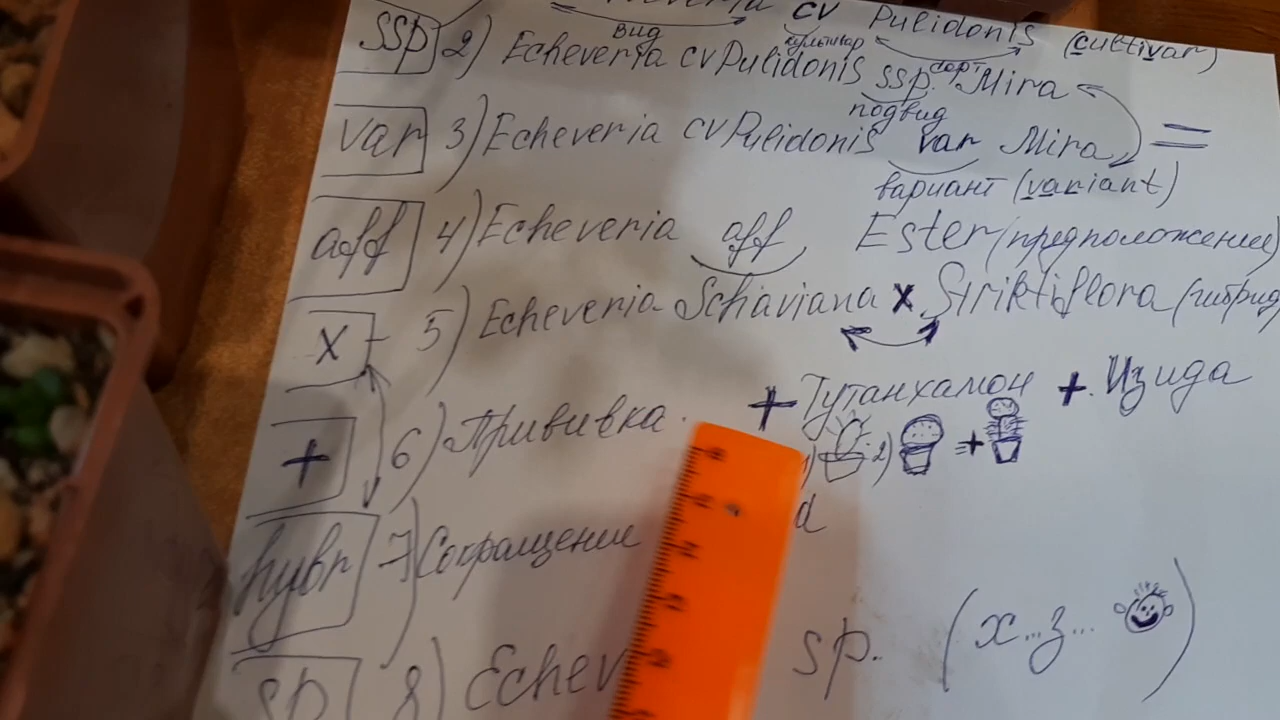 cv Pulidonis (cultivar)
вид культивар сорт
ssp 2) Echeveria cv Pulidonis ssp. Mira
подвид
var 3) Echeveria cv Pulidonis var Mira =
вариант (variant)
aff 4) Echeveria aff Ester (предположение)
x - 5) Echeveria Schaviana x Striktiflora (гибрид
+ 6) Прививка. + Тутанхамон + Изида
1) 2) = +
hybr 7) Сокращение d
sp 8) Echev sp. (х...з...)